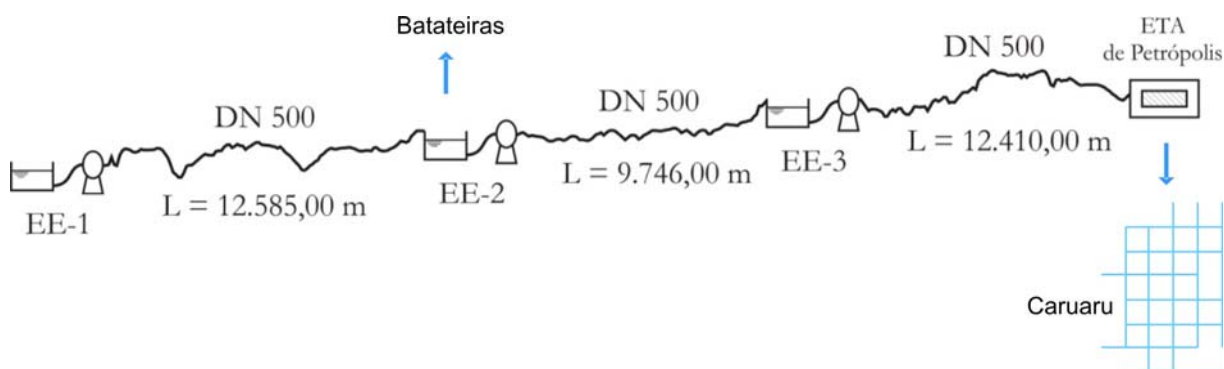 Batateiras
DN 500
ETA
de Petrópolis
DN 500
DN 500
EE-1
L = 12.585,00 m
EE-2
L = 9.746,00 m
EE-3
L = 12.410,00 m
Caruaru